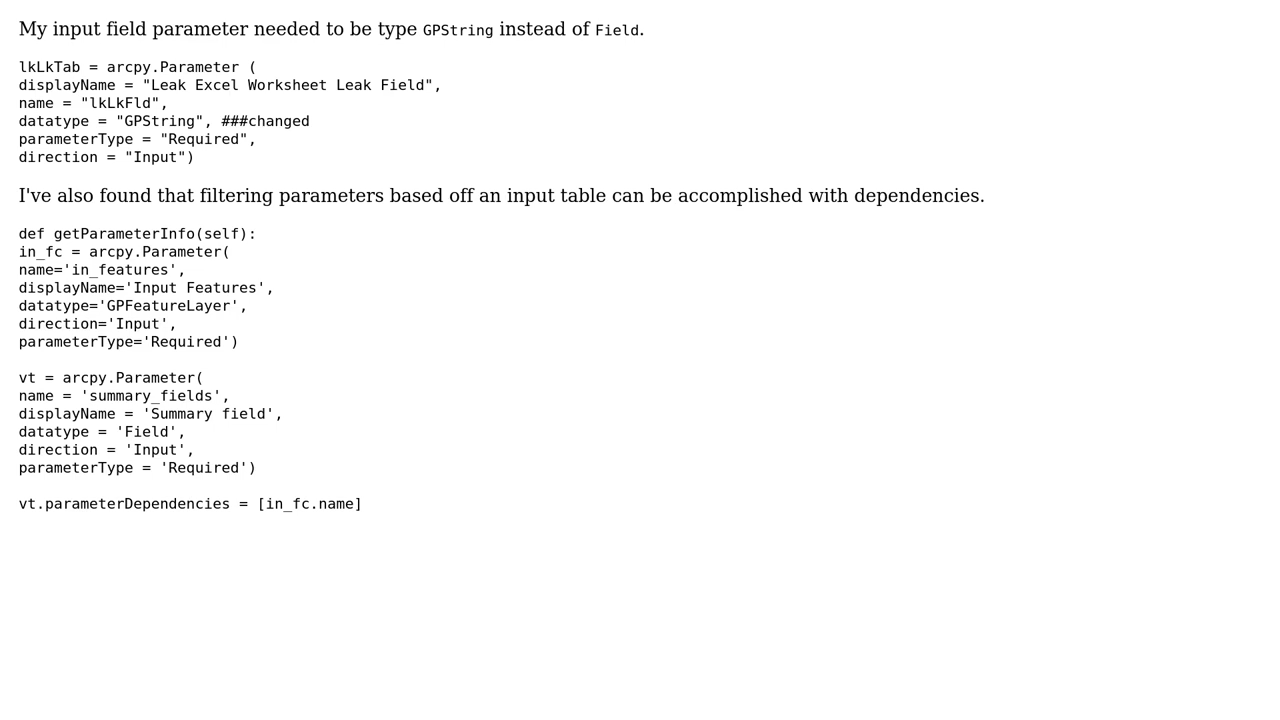 My input field parameter needed to be type GPString instead of Field.
lkLkTab = arcpy.Parameter (
displayName = "Leak Excel Worksheet Leak Field",
name = "lkLkFld",
datatype = "GPString", ###changed
parameterType = "Required",
direction = "Input")
I've also found that filtering parameters based off an input table can be accomplished with dependencies.
def getParameterInfo(self):
in_fc = arcpy.Parameter(
name='in_features',
displayName='Input Features',
datatype='GPFeatureLayer',
direction='Input',
parameterType='Required')
vt = arcpy.Parameter(
name = 'summary_fields',
displayName = 'Summary field',
datatype = 'Field',
direction = 'Input',
parameterType = 'Required')
vt.parameterDependencies = [in_fc.name]